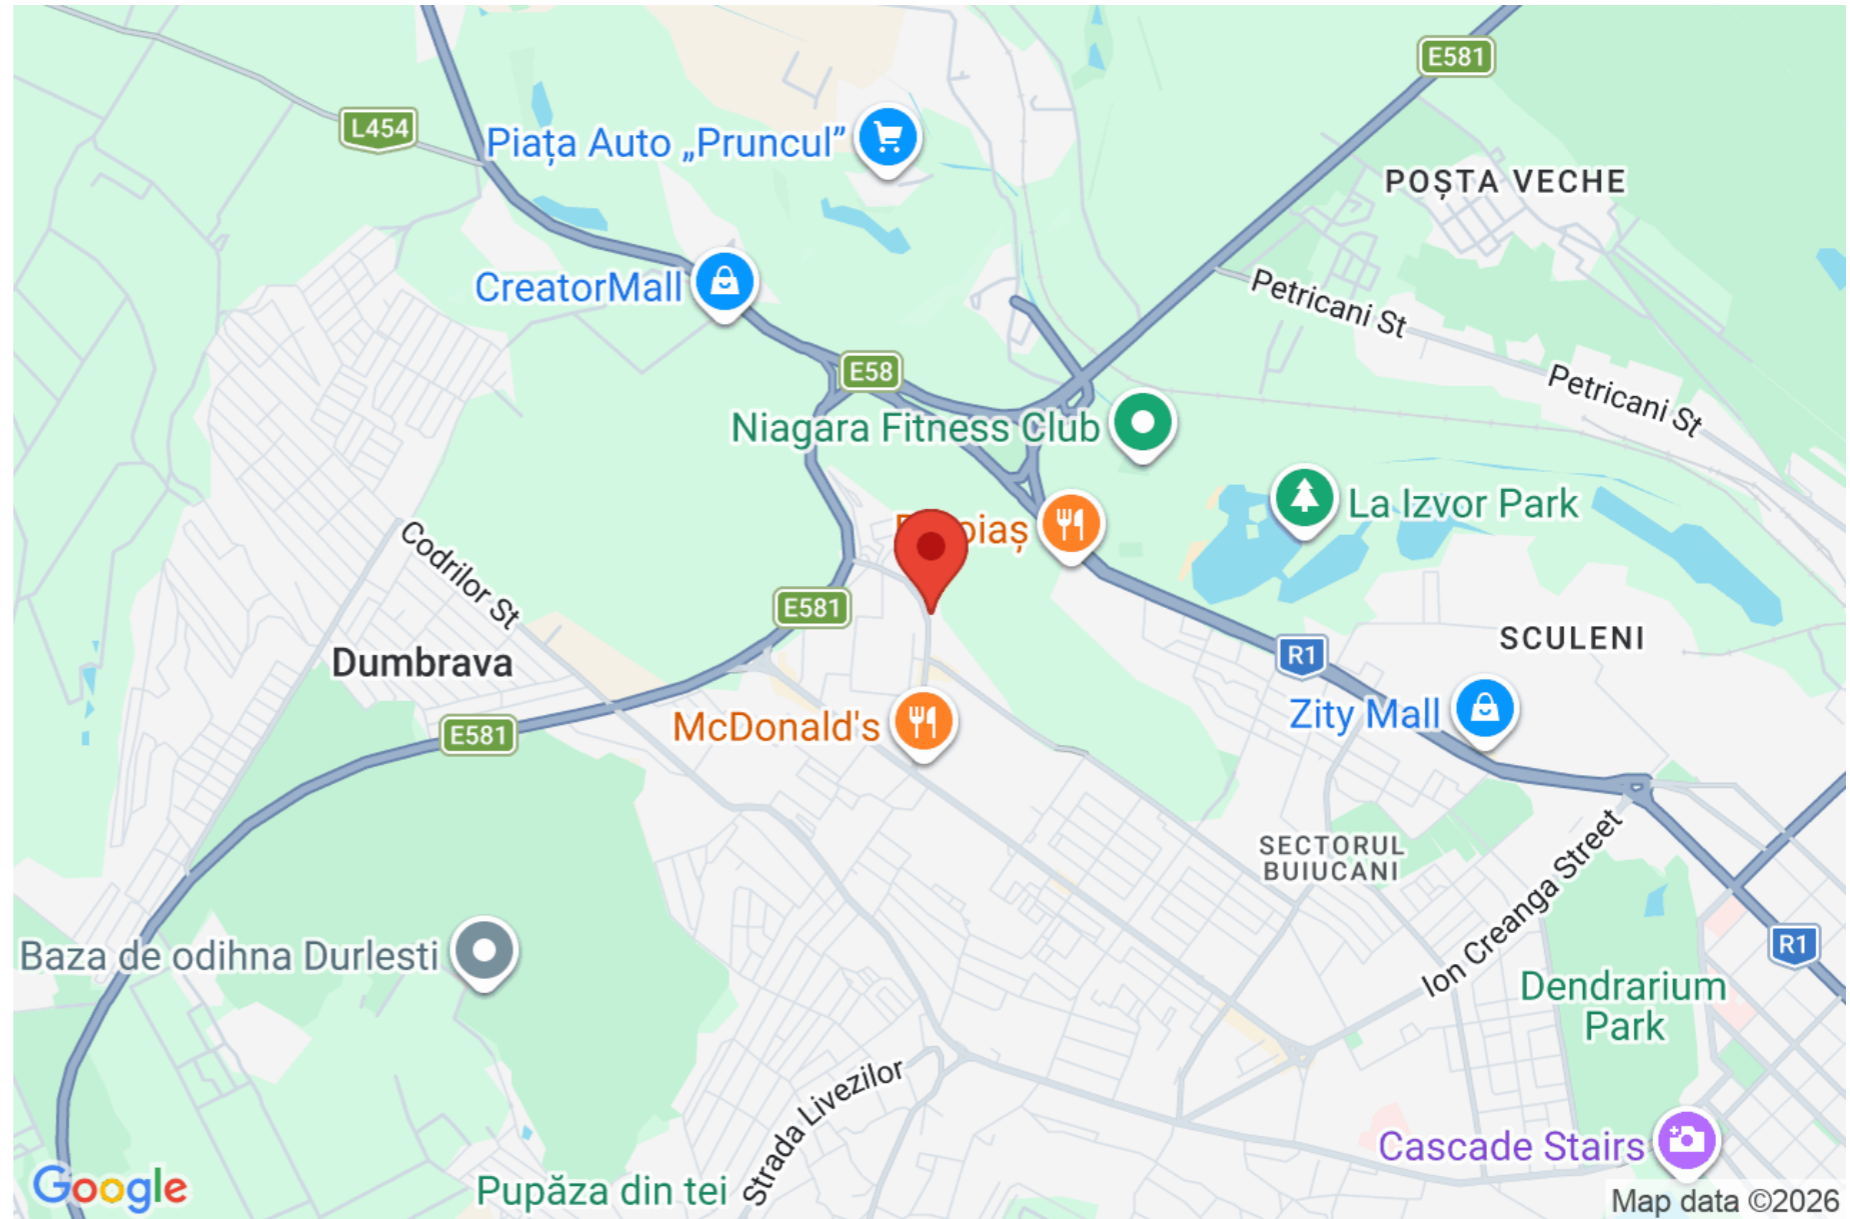 E581
L454
Piața Auto „Pruncul”
POȘTA VECHE
CreatorMall
Petricani St
E58
Petricani St
Niagara Fitness Club
La Izvor Park
Codrilor St
E581
SCULENI
Dumbrava
R1
E581
McDonald's
Zity Mall
SECTORUL
BUIUCANI
Ion Creanga Street
Baza de odihna Durlesti
R1
Dendrarium
Park
Strada Livezilor
Cascade Stairs
Pupăza din tei
Google
Map data ©2026